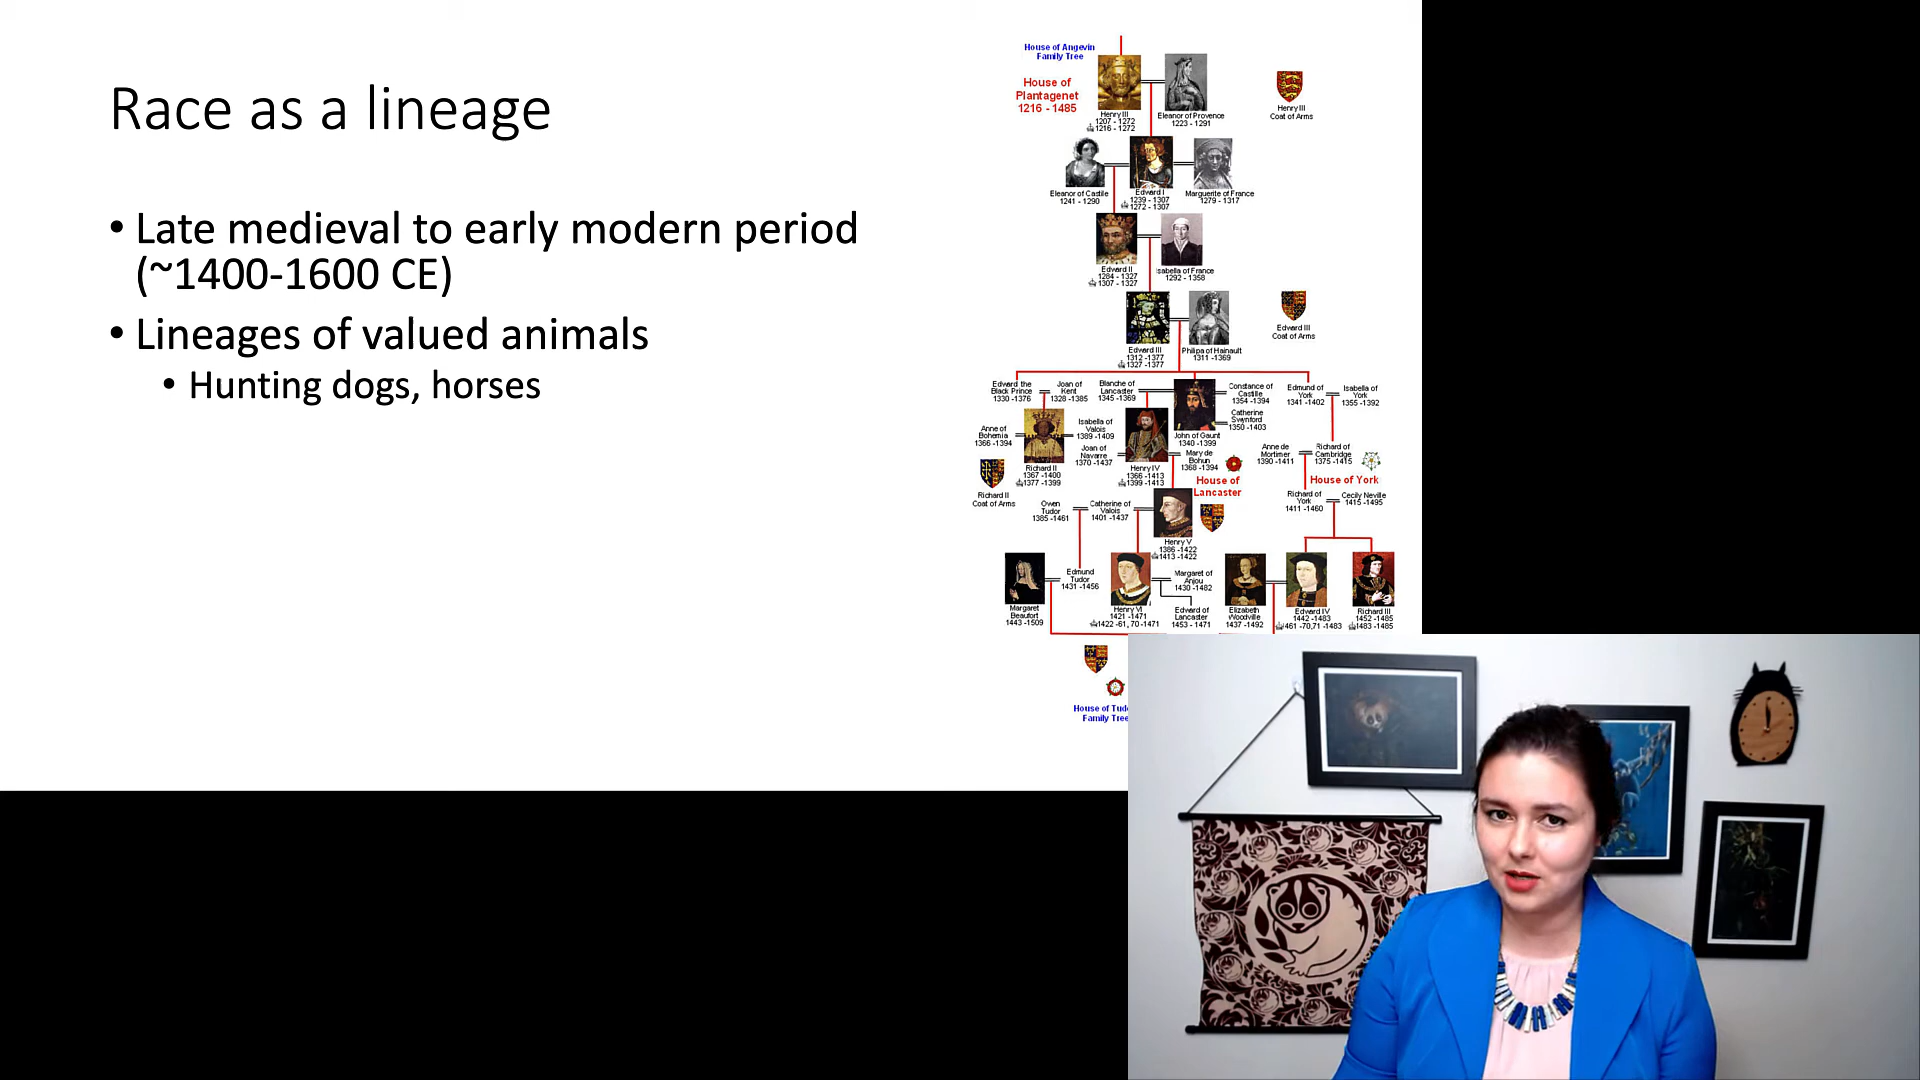 Race as a lineage
• Late medieval to early modern period
(~1400-1600 CE)
• Lineages of valued animals
• Hunting dogs, horses
House of Angevin
Family Tree
House of
Plantagenet
1216 - 1485
Henry III
1207 - 1272
1216 - 1272
Eleanor of Provence
1223 - 1291
Henry III
Coat of Arms
Eleanor of Castile
1241 - 1290
Edward I
1239 - 1307
1272 - 1307
Marguerite of France
1279 - 1317
Edward II
1284 - 1327
1307 - 1327
Isabella of France
1292 - 1358
Edward III
1312 - 1377
1327 - 1377
Philipa of Hainault
1311 - 1369
Edward III
Coat of Arms
Edward the
Black Prince
1330 - 1376
Joan of
Kent
1328 - 1385
Blanche of
Lancaster
1345 - 1369
Constance of
Castille
1354 - 1394
Catherine
Swynford
1350 - 1403
Edmund of
York
1341 - 1402
Isabella of
York
1355 - 1392
John of Gaunt
1340 - 1399
Anne of
Bohemia
1366 - 1394
Isabella of
Valois
1389 - 1409
Joan of
Navarre
1370 - 1437
Richard II
1367 - 1400
1377 - 1399
Henry IV
1366 - 1413
1399 - 1413
Mary de
Bohun
1368 - 1394
Anne de
Mortimer
1390 - 1411
Richard of
Cambridge
1375 - 1415
Richard II
Coat of Arms
House of
Lancaster
House of York
Owen
Tudor
1385 - 1461
Catherine of
Valois
1401 - 1437
Richard of
York
1411 - 1460
Cecily Neville
1415 - 1495
Henry V
1386 - 1422
1413 - 1422
Margaret
Beaufort
1443 - 1509
Edmund
Tudor
1431 - 1456
Henry VI
1421 - 1471
1422 - 61, 70 - 1471
Margaret of
Anjou
1430 - 1482
Edward of
Lancaster
1453 - 1471
Elizabeth
Woodville
1437 - 1492
Edward IV
1442 - 1483
1461 - 70,71 - 1483
Richard III
1452 - 1485
1483 - 1485
House of Tud
Family Tree